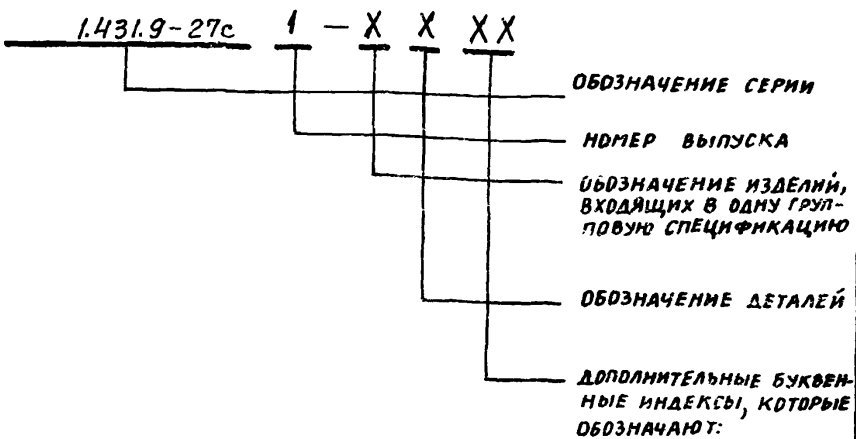 1.431.9-27с 1 - Х Х ХХ
ОБОЗНАЧЕНИЕ СЕРИИ
НОМЕР ВЫПУСКА
ОБОЗНАЧЕНИЕ ИЗДЕЛИЙ,
ВХОДЯЩИХ В ОДНУ ГРУП-
ПОВУЮ СПЕЦИФИКАЦИЮ
ОБОЗНАЧЕНИЕ ДЕТАЛЕЙ
ДОПОЛНИТЕЛЬНЫЕ БУКВЕН-
НЫЕ ИНДЕКСЫ, КОТОРЫЕ
ОБОЗНАЧАЮТ: